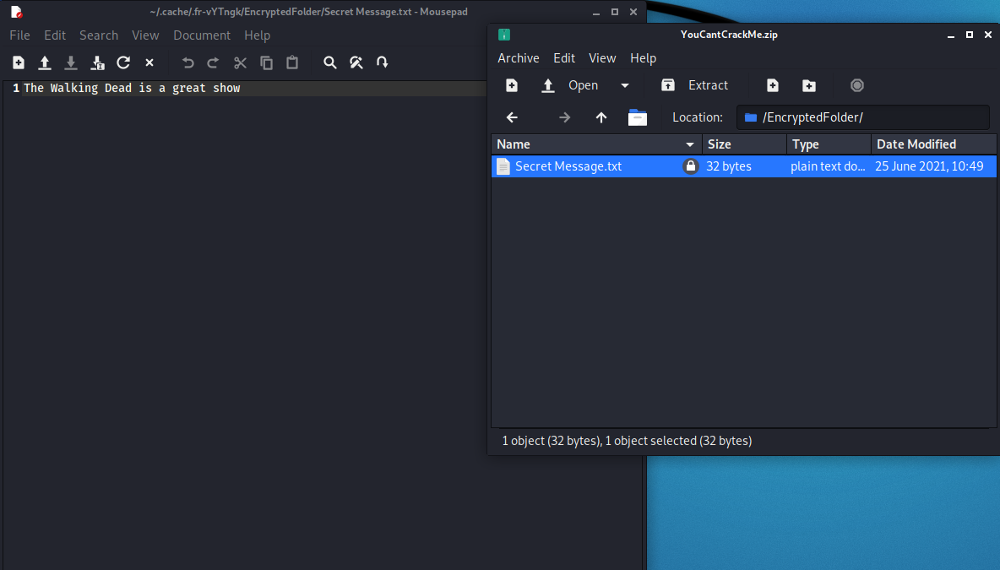 ~/.cache/.fr-vYTngk/EncryptedFolder/Secret Message.txt - Mousepad
File Edit Search View Document Help
1 The Walking Dead is a great show
YouCantCrackMe.zip
Archive Edit View Help
Open Extract
Location: /EncryptedFolder/
Name Size Type Date Modified
Secret Message.txt 32 bytes plain text do... 25 June 2021, 10:49
1 object (32 bytes), 1 object selected (32 bytes)